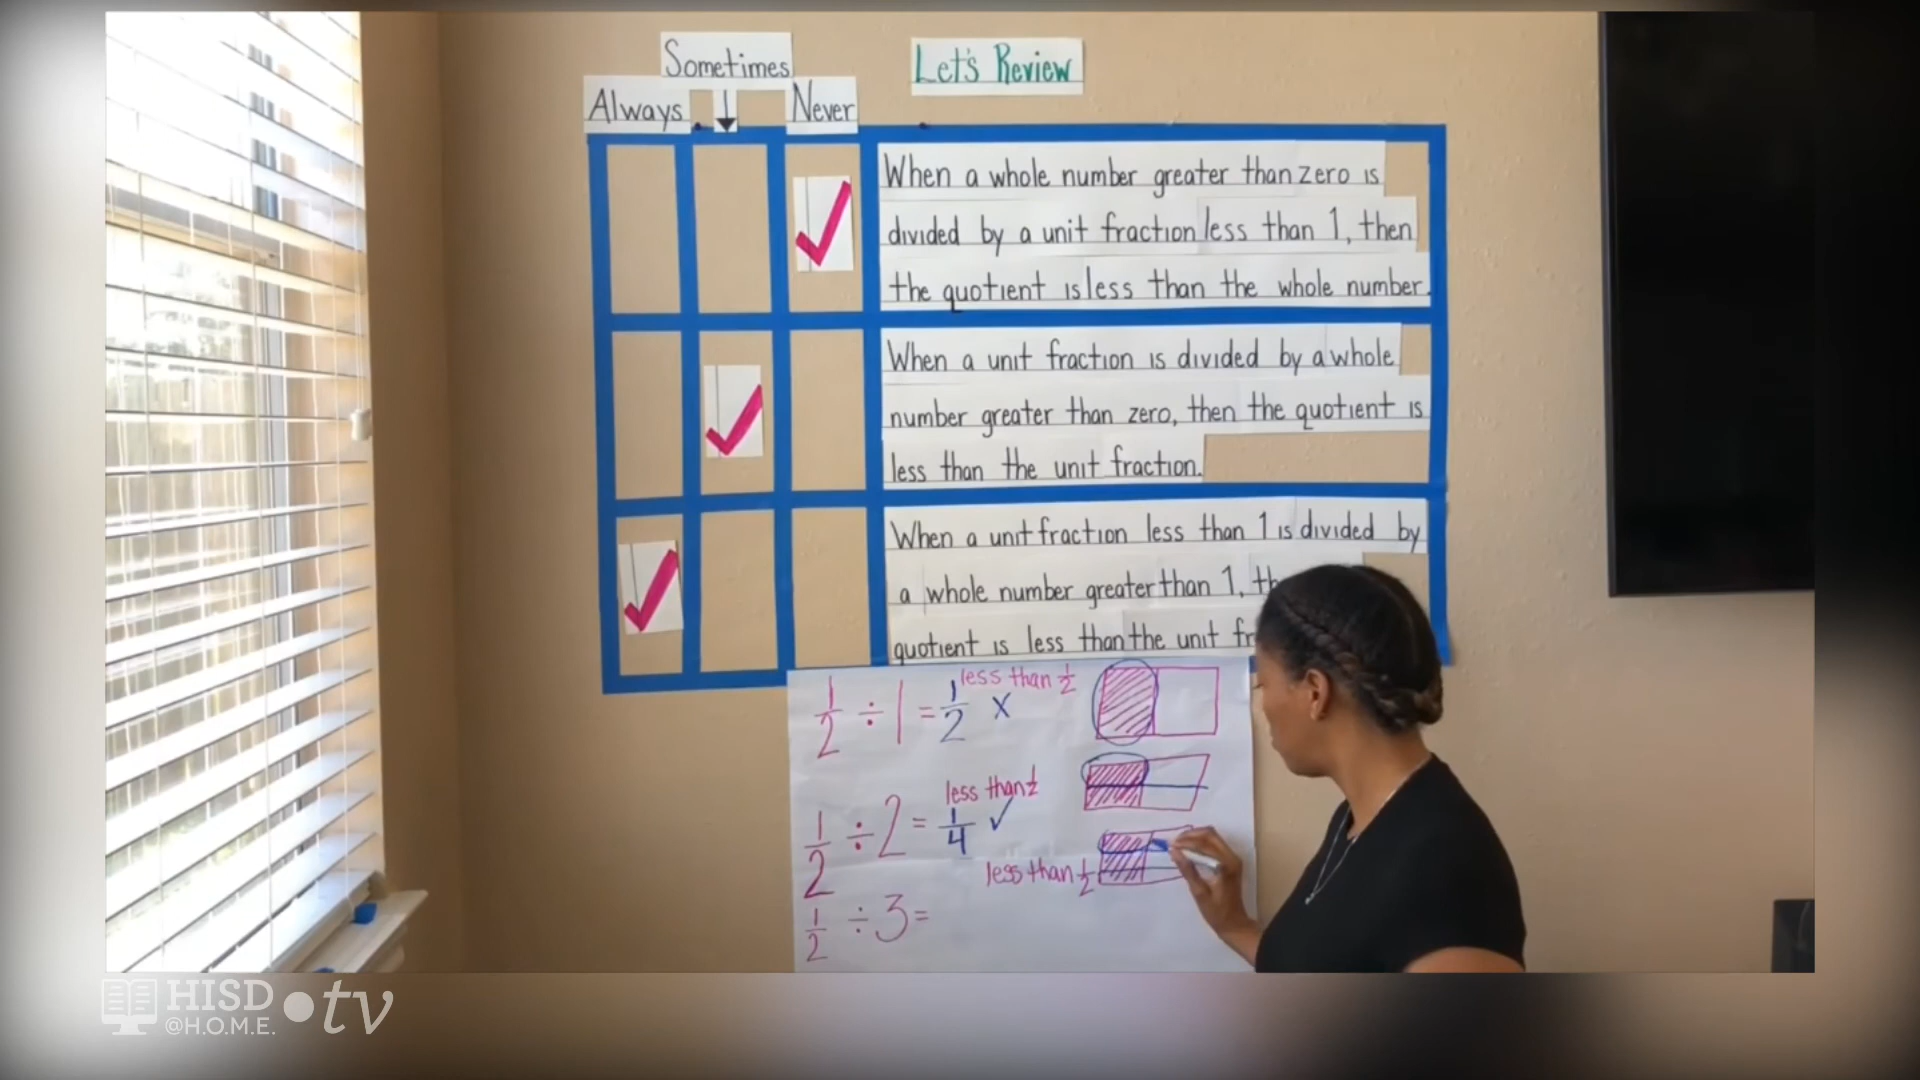 Sometimes
Let's Review
Always
Never
When a whole number greater than zero is
divided by a unit fraction less than 1, then
the quotient is less than the whole number.
When a unit fraction is divided by a whole
number greater than zero, then the quotient is
less than the unit fraction.
When a unit fraction less than 1 is divided by
a whole number greater than 1,
quotient is less than the unit
1/2 ÷ 1 = 1/2 X
less than 1/2
less than 1/2
1/2 ÷ 2 = 1/4 ✓
less than 1/2
1/2 ÷ 3 =
HISD
@H.O.M.E.
tv